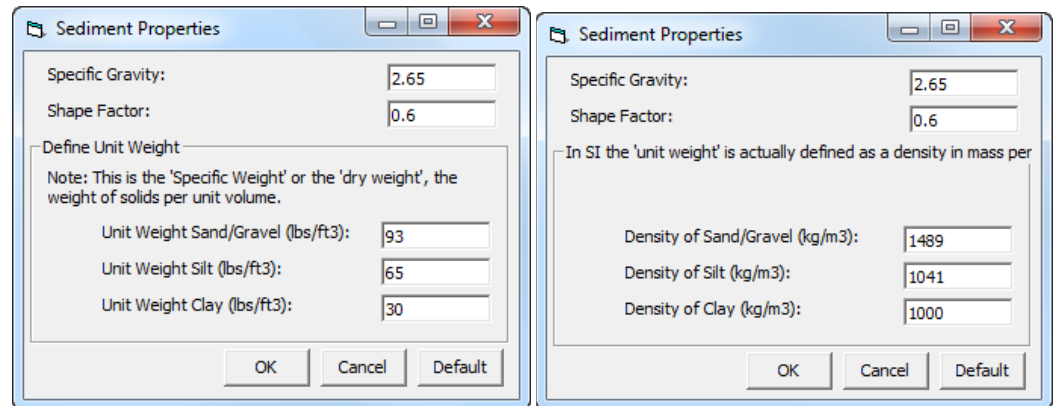 Sediment Properties
Specific Gravity:
2.65
Shape Factor:
0.6
Define Unit Weight
Note: This is the 'Specific Weight' or the 'dry weight', the
weight of solids per unit volume.
Unit Weight Sand/Gravel (lbs/ft3):
93
Unit Weight Silt (lbs/ft3):
65
Unit Weight Clay (lbs/ft3):
30
OK
Cancel
Default
Sediment Properties
Specific Gravity:
2.65
Shape Factor:
0.6
In SI the 'unit weight' is actually defined as a density in mass per
Density of Sand/Gravel (kg/m3):
1489
Density of Silt (kg/m3):
1041
Density of Clay (kg/m3):
1000
OK
Cancel
Default